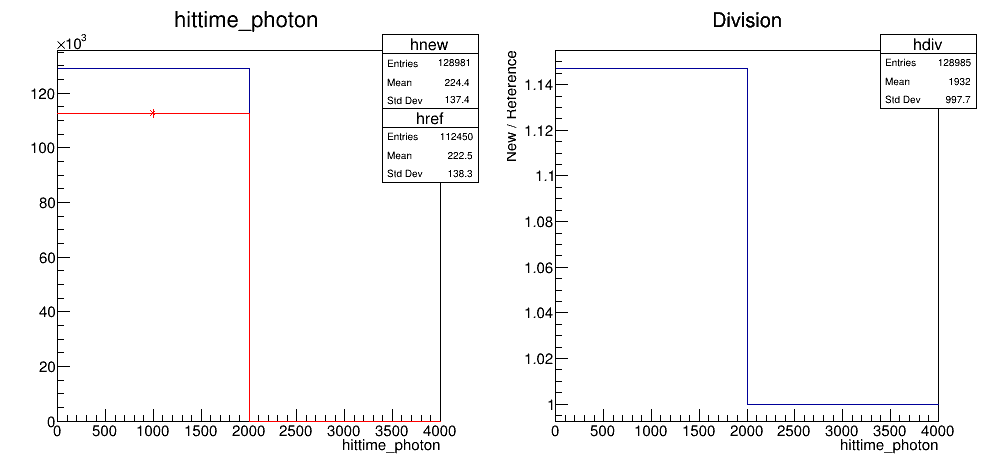 hittime_photon
×10³
hnew
Entries 128981
Mean 224.4
Std Dev 137.4
href
Entries 112450
Mean 222.5
Std Dev 138.3
120
100
80
60
40
20
0
0 500 1000 1500 2000 2500 3000 3500 4000
hittime_photon
Division
hdiv
Entries 128985
Mean 1932
Std Dev 997.7
New / Reference
1.14
1.12
1.1
1.08
1.06
1.04
1.02
1
0 500 1000 1500 2000 2500 3000 3500 4000
hittime_photon